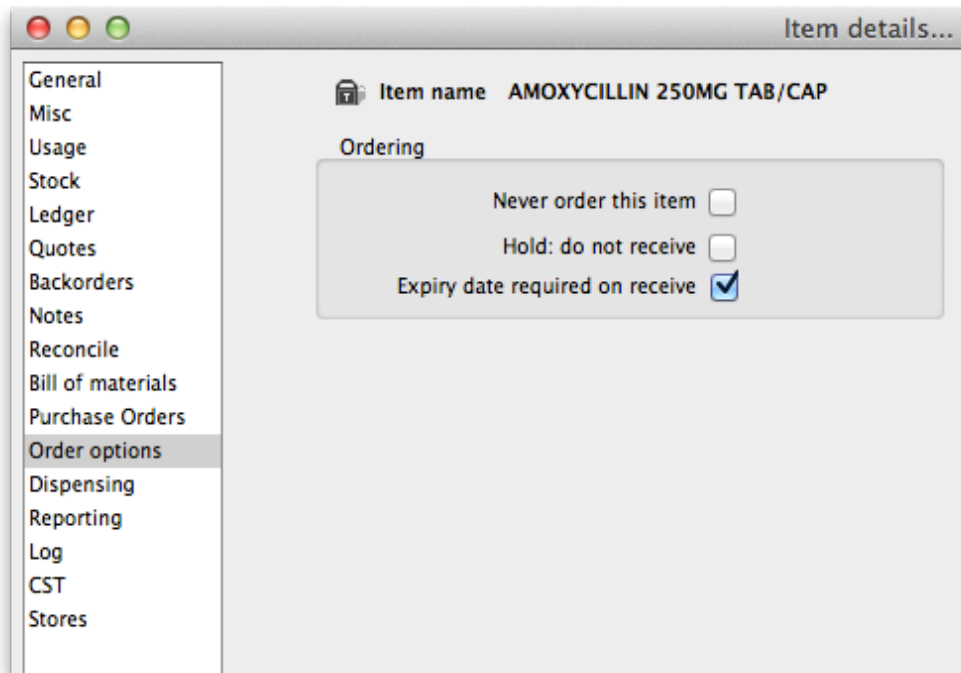 Item details...
General
Misc
Usage
Stock
Ledger
Quotes
Backorders
Notes
Reconcile
Bill of materials
Purchase Orders
Order options
Dispensing
Reporting
Log
CST
Stores
Item name AMOXYCILLIN 250MG TAB/CAP
Ordering
Never order this item
Hold: do not receive
Expiry date required on receive